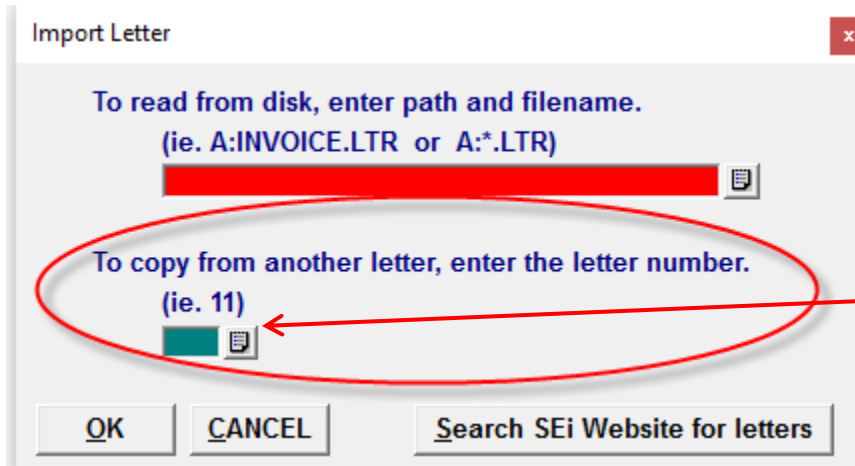 Import Letter
x
To read from disk, enter path and filename.
(ie. A:INVOICE.LTR or A:*.LTR)
To copy from another letter, enter the letter number.
(ie. 11)
OK
CANCEL
Search SEi Website for letters